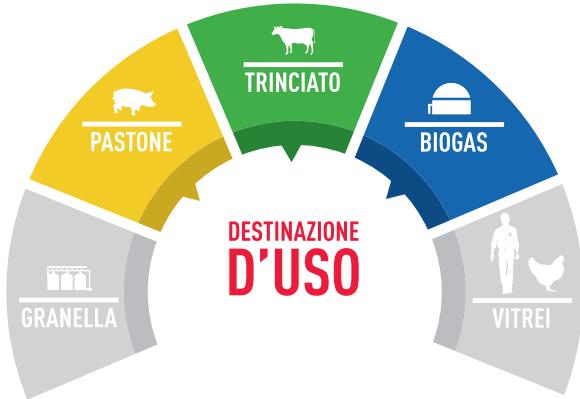 GRANELLA
PASTONE
TRINCIATO
BIOGAS
VITREI
DESTINAZIONE
D'USO